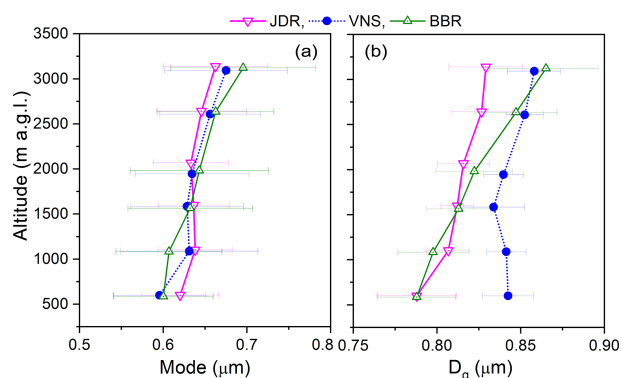 JDR, VNS, BBR
(a)
(b)
Altitude (m a.g.l.)
3500
3000
2500
2000
1500
1000
500
0.5 0.6 0.7 0.8
0.75 0.80 0.85 0.90
Mode (μm)
Dg (μm)